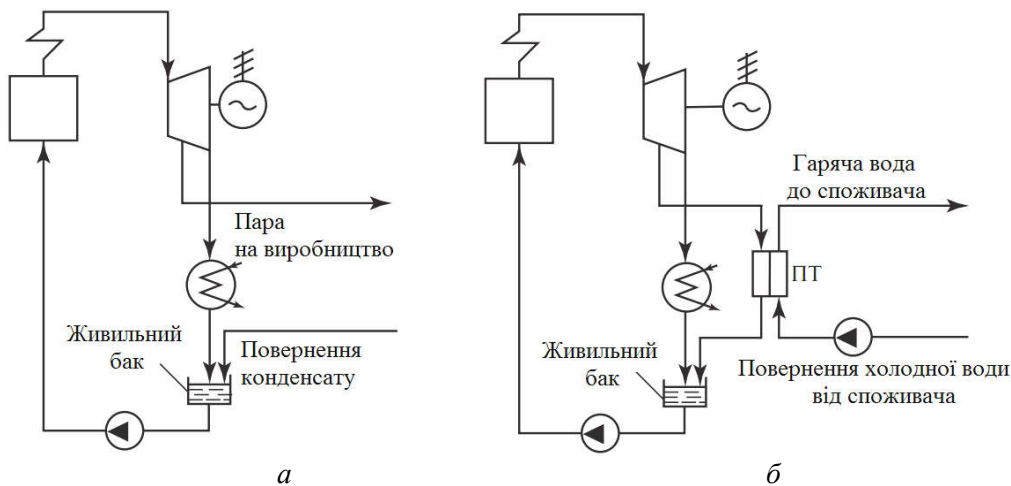 Пара
на виробництво
Живильний
бак
Повернення
конденсату
а
Гаряча вода
до споживача
ПТ
Живильний
бак
Повернення холодної води
від споживача
б